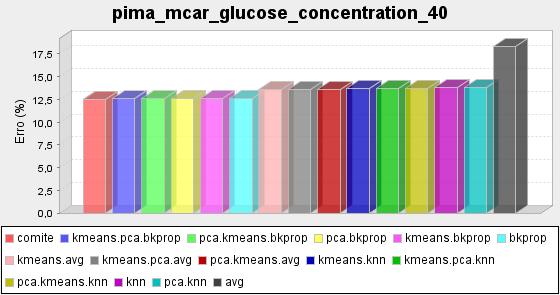 pima_mcar_glucose_concentration_40
17,5
15,0
12,5
10,0
7,5
5,0
2,5
0,0
Erro (%)
comite kmeans.pca.bkprop pca.kmeans.bkprop pca.bkprop kmeans.bkprop bkprop
kmeans.avg kmeans.pca.avg pca.kmeans.avg kmeans.knn kmeans.pca.knn
pca.kmeans.knn knn pca.knn avg